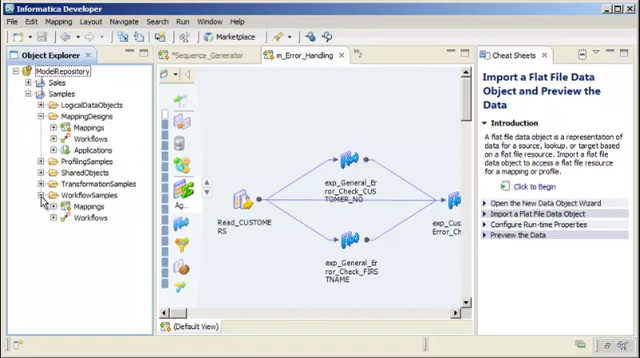 Informatica Developer
File Edit Mapping Layout Navigate Search Run Window Help
Marketplace
Object Explorer
*Sequence_Generator
m_Error_Handling
Cheat Sheets
ModelRepository
Sales
Samples
LogicalDataObjects
MappingDesigns
Mappings
Workflows
Applications
ProfilingSamples
SharedObjects
TransformationSamples
WorkflowSamples
Mappings
Workflows
Ag...
Read_CUSTOME
RS
exp_General_Er
ror_Check_CUS
TOMER_NO
exp_General_Er
ror_Check_FIRS
TNAME
exp_Cus
Error_Ch
(Default View)
Import a Flat File Data
Object and Preview the
Data
Introduction
A flat file data object is a representation of
data for a source, lookup, or target
based on a flat file resource. Import a flat
file data object to access a flat file resource
for a mapping or profile.
Click to Begin
Open the New Data Object Wizard
Import a Flat File Data Object
Configure Run-time Properties
Preview the Data